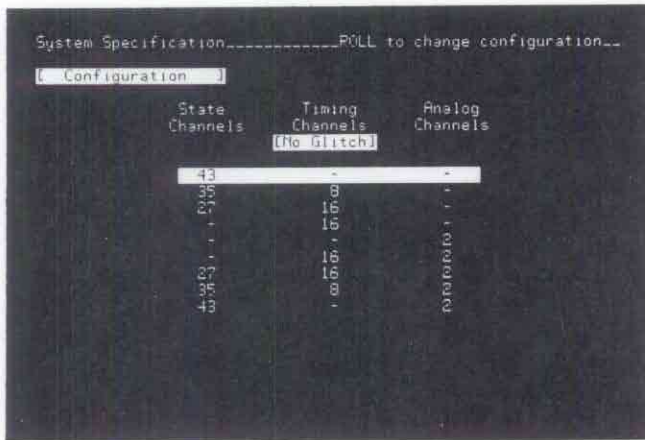 System Specification_____________ROLL to change configuration__
[ Configuration ]
State Timing Analog
Channels Channels Channels
[No Glitch]
43 - -
35 8 -
27 16 -
- 16 -
- - 2
- 16 2
27 16 2
35 8 2
43 - 2